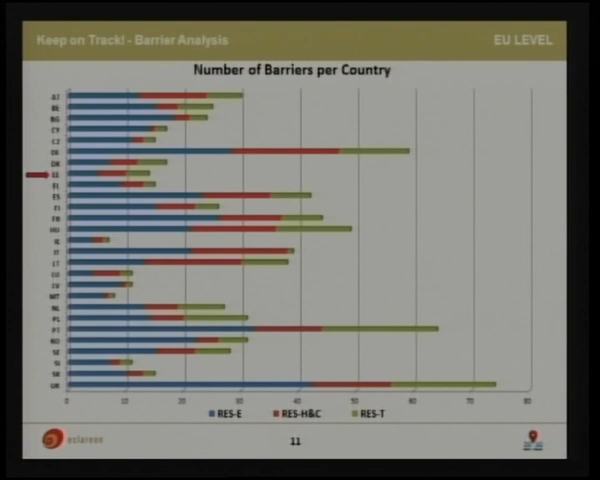 Keep on Track! - Barrier Analysis
EU LEVEL
Number of Barriers per Country
AT
BE
BG
CY
CZ
DE
DK
EE
EL
ES
FI
FR
HU
IE
IT
LT
LU
LV
MT
NL
PL
PT
RO
SE
SI
SK
UK
0 10 20 30 40 50 60 70 80
RES-E RES-H&C RES-T
eclareon
11